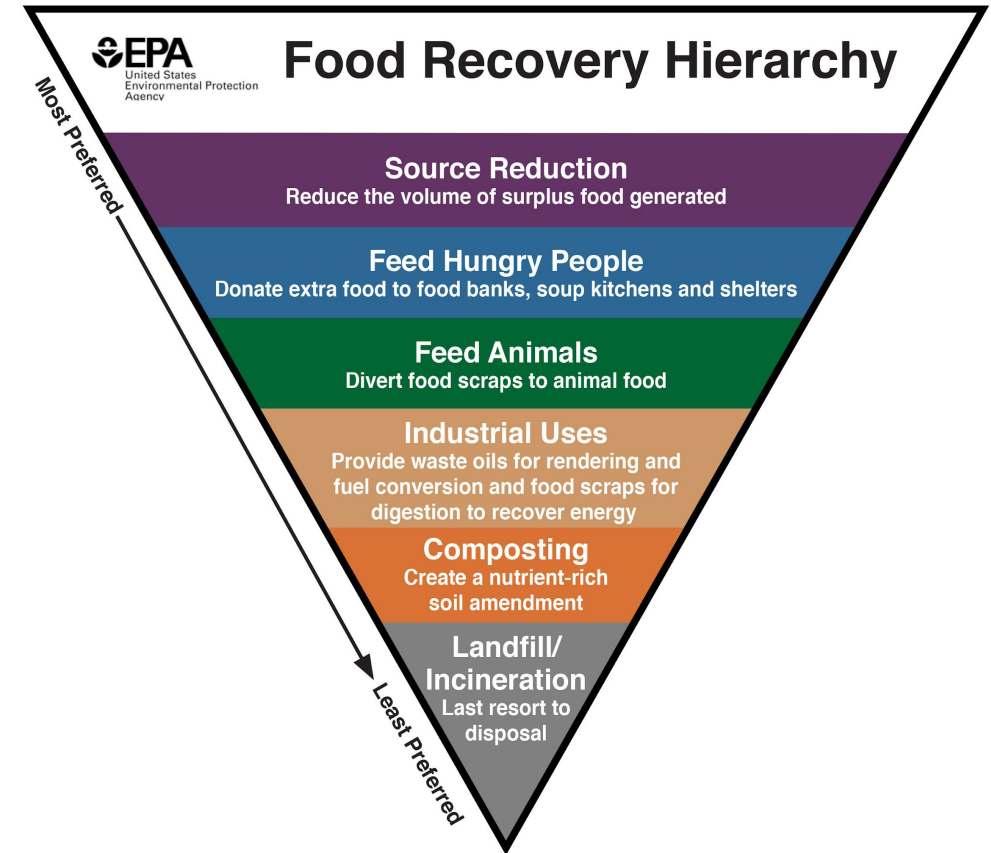 EPA
United States
Environmental Protection
Agency
Food Recovery Hierarchy
Most Preferred
Source Reduction
Reduce the volume of surplus food generated
Feed Hungry People
Donate extra food to food banks, soup kitchens and shelters
Feed Animals
Divert food scraps to animal food
Industrial Uses
Provide waste oils for rendering and
fuel conversion and food scraps for
digestion to recover energy
Composting
Create a nutrient-rich
soil amendment
Landfill/
Incineration
Last resort to
disposal
Least Preferred